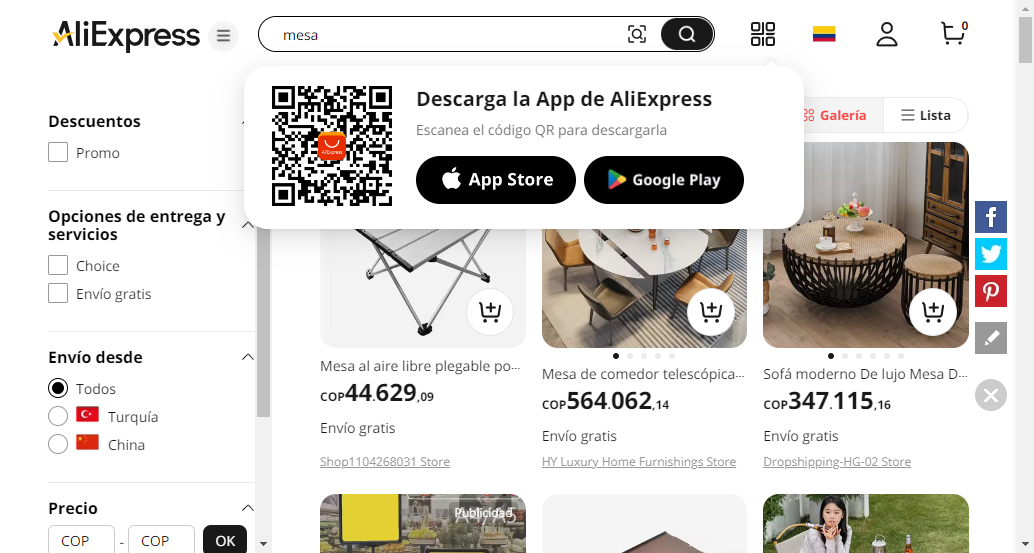 AliExpress
mesa
0
Descarga la App de AliExpress
Escanea el código QR para descargarla
AliExpress
App Store
Google Play
Galería
Lista
Descuentos
Promo
Opciones de entrega y
servicios
Choice
Envío gratis
Envío desde
Todos
Turquía
China
Precio
COP
-
COP
OK
Mesa al aire libre plegable po...
COP44.629,09
Envío gratis
Shop1104268031 Store
Mesa de comedor telescópica...
COP564.062,14
Envío gratis
HY Luxury Home Furnishings Store
Sofá moderno De lujo Mesa D...
COP347.115,16
Envío gratis
Dropshipping-HG-02 Store
Publicidad